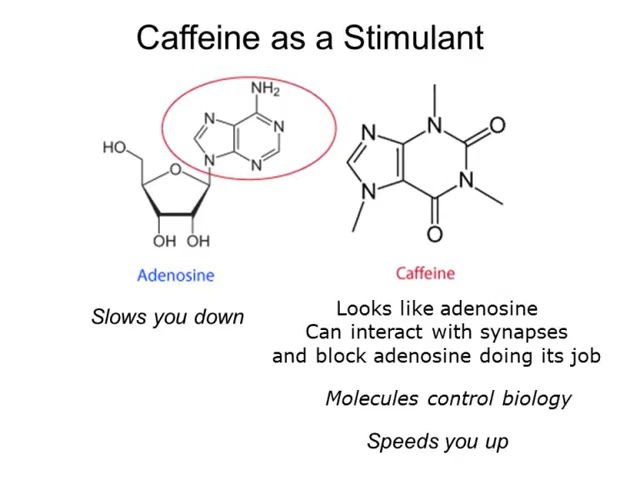 Caffeine as a Stimulant
NH₂
N
N
N
N
HO
O
OH
OH
N
N
O
N
N
O
Adenosine
Caffeine
Slows you down
Looks like adenosine
Can interact with synapses
and block adenosine doing its job
Molecules control biology
Speeds you up